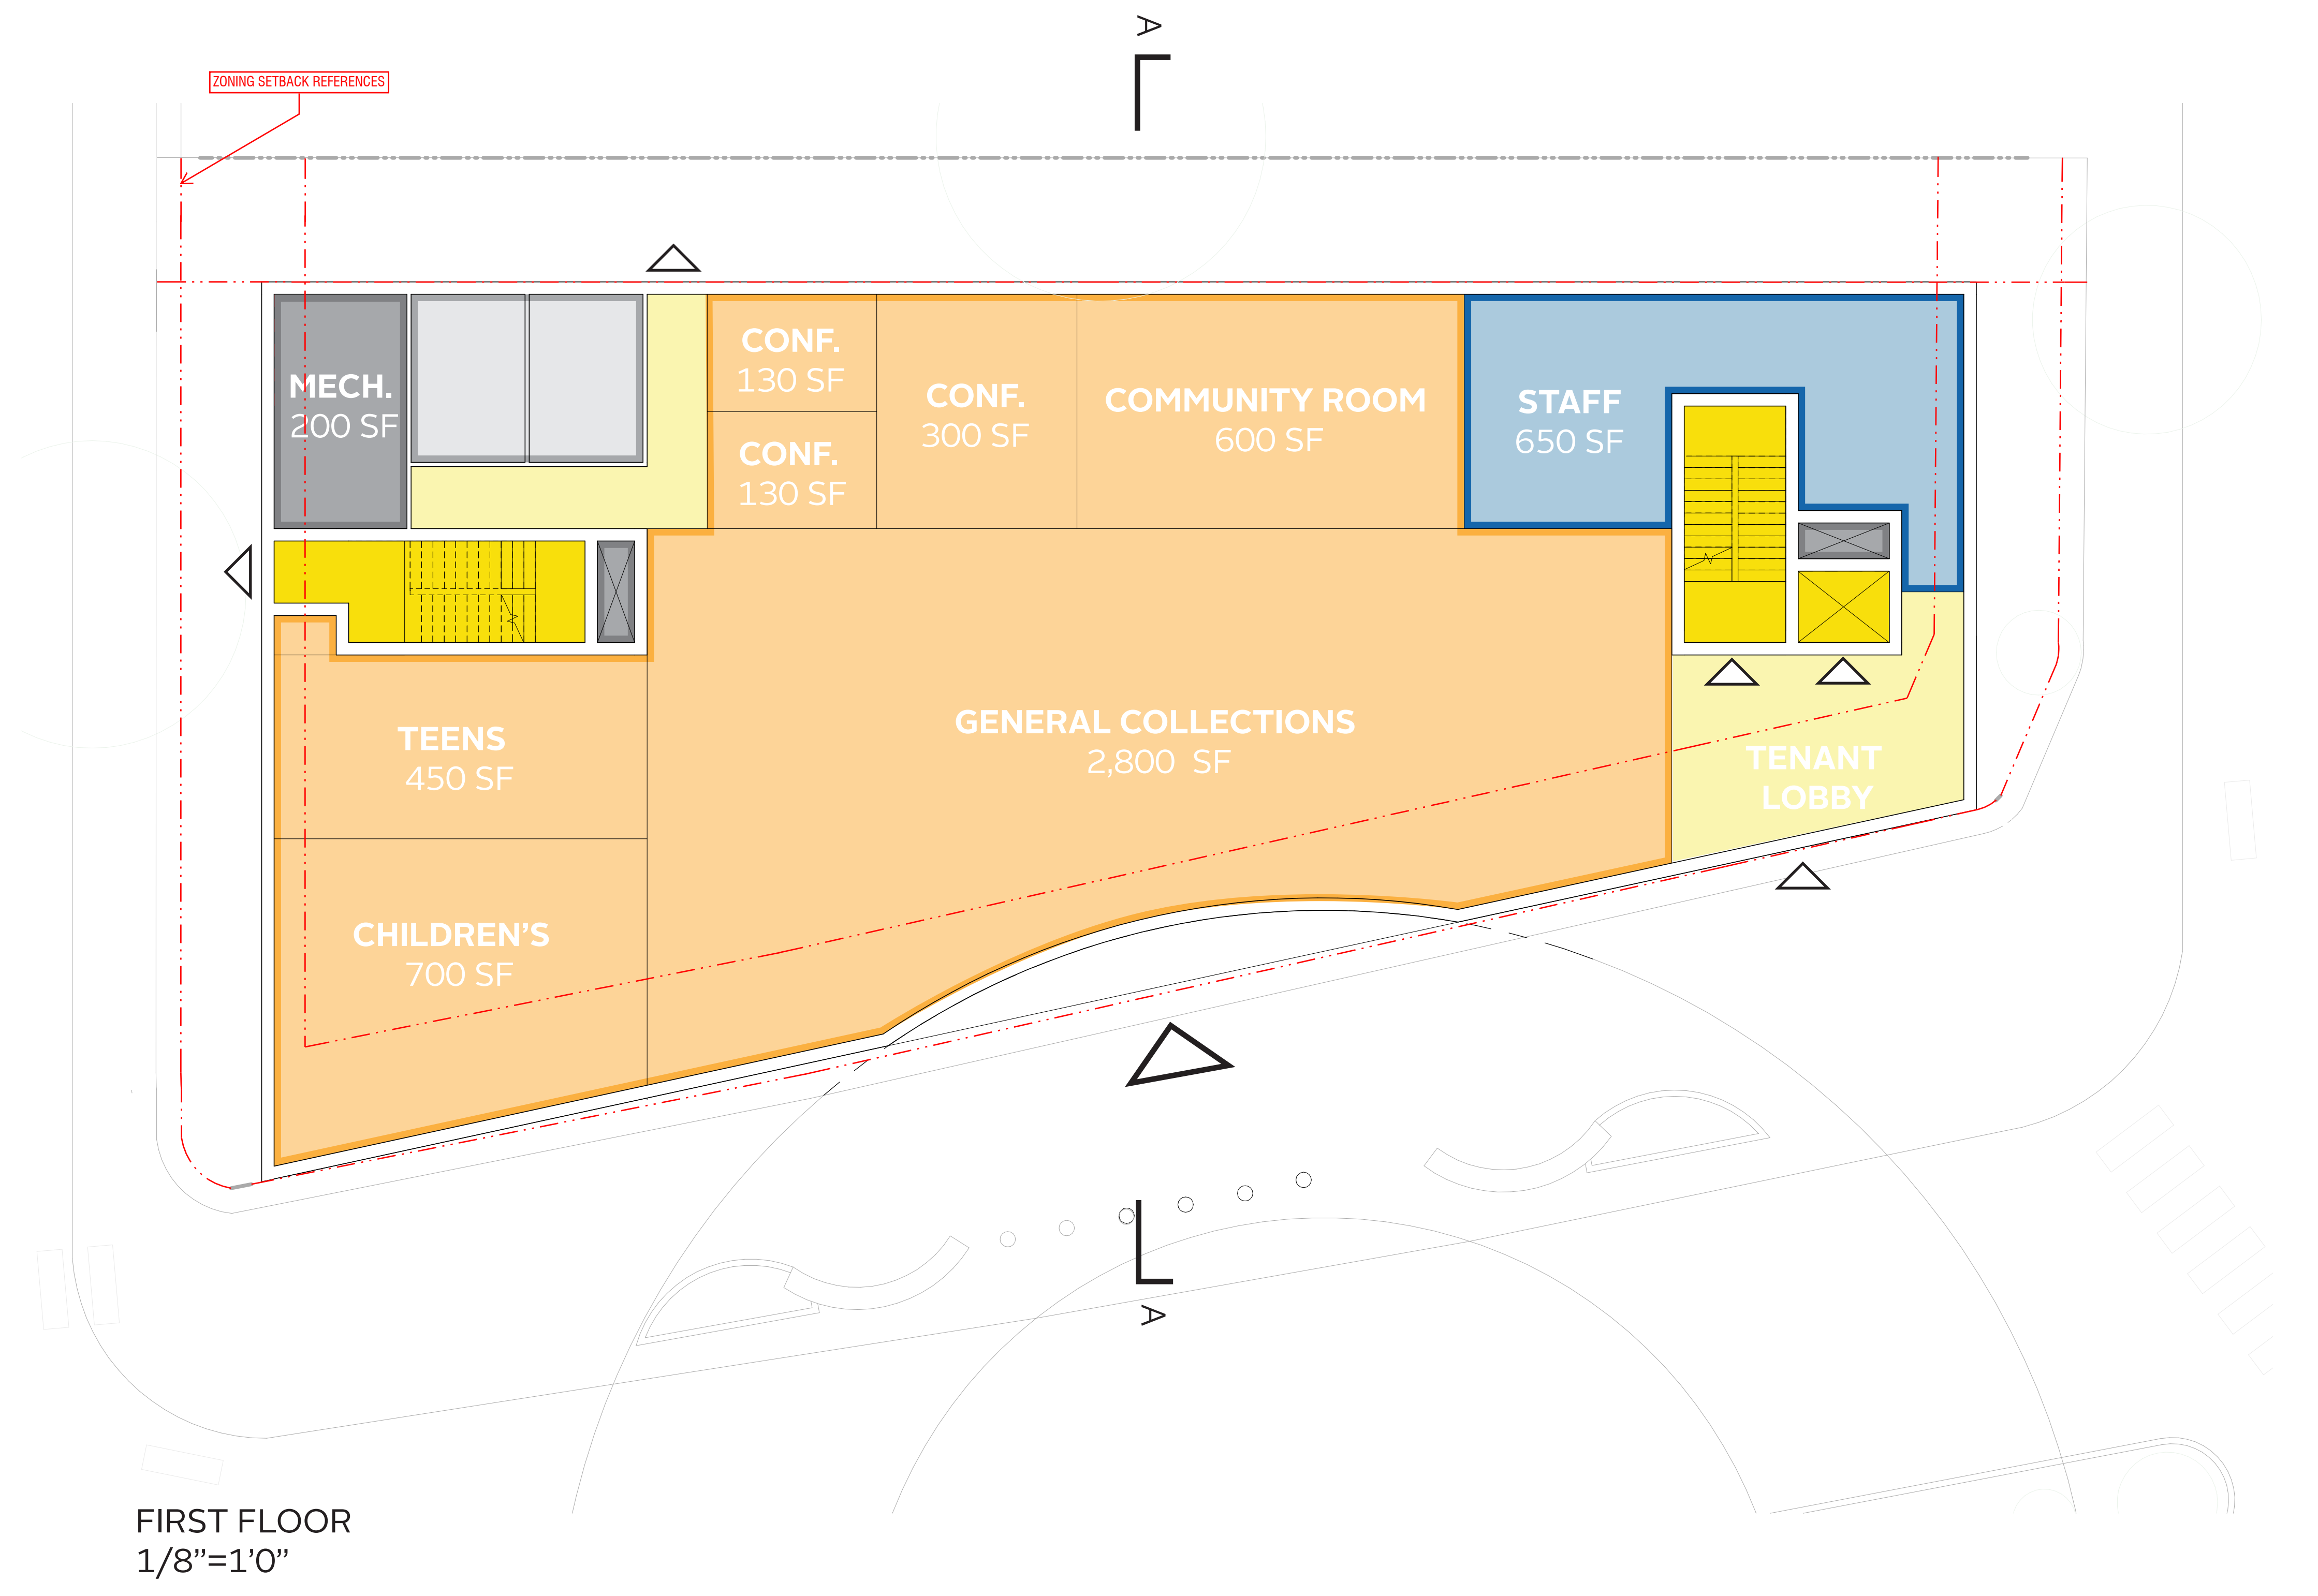 A
ZONING SETBACK REFERENCES
MECH.
200 SF
CONF.
130 SF
CONF.
130 SF
CONF.
300 SF
COMMUNITY ROOM
600 SF
STAFF
650 SF
TEENS
450 SF
GENERAL COLLECTIONS
2,800 SF
TENANT
LOBBY
CHILDREN’S
700 SF
A
FIRST FLOOR
1/8”=1’0”